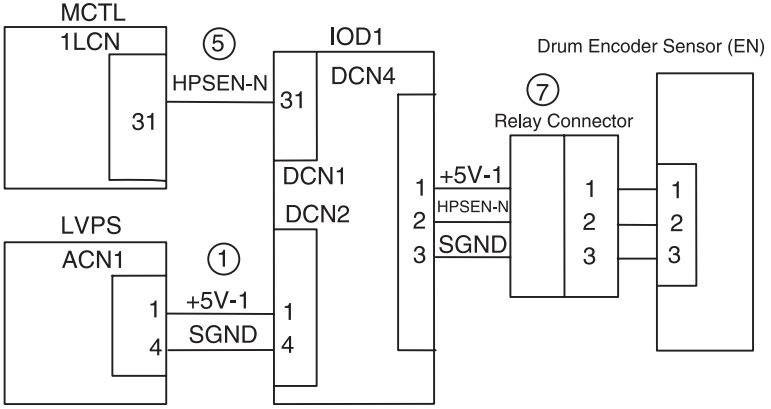 MCTL
1LCN
5
HPSEN-N
31
31
IOD1
DCN4
DCN1
DCN2
Drum Encoder Sensor (EN)
7
Relay Connector
1 +5V-1 1 1
2 HPSEN-N 2 2
3 SGND 3 3
LVPS
ACN1
1
1 +5V-1 1
4 SGND 4